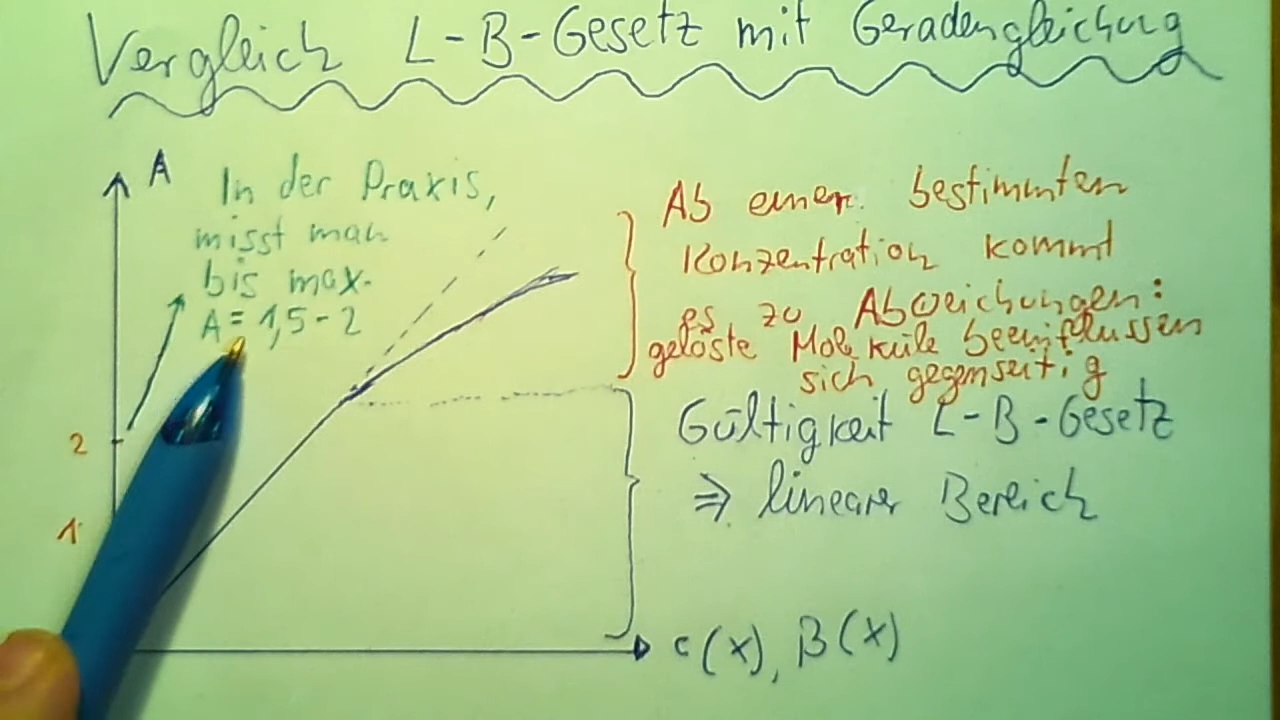 Vergleich L-B-Gesetz mit Geradengleichung
A
In der Praxis,
misst man
bis max.
A = 1,5 - 2
2
1
Ab einer bestimmten
Konzentration kommt
es zu Abweichungen:
gelöste Moleküle beeinflussen
sich gegenseitig
Gültigkeit L-B-Gesetz
⇒ linearer Bereich
c(x), β(x)